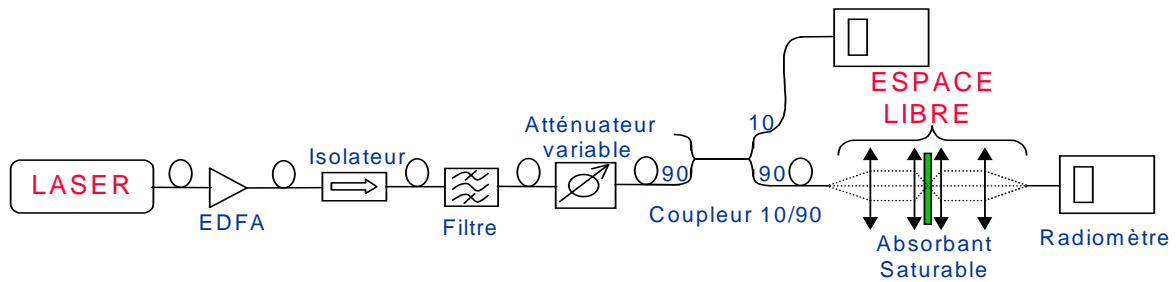 ESPACE
LIBRE
Atténuateur
variable
10
Isolateur
LASER
90
90
EDFA
Filtre
Coupleur 10/90
Absorbant
Saturable
Radiomètre